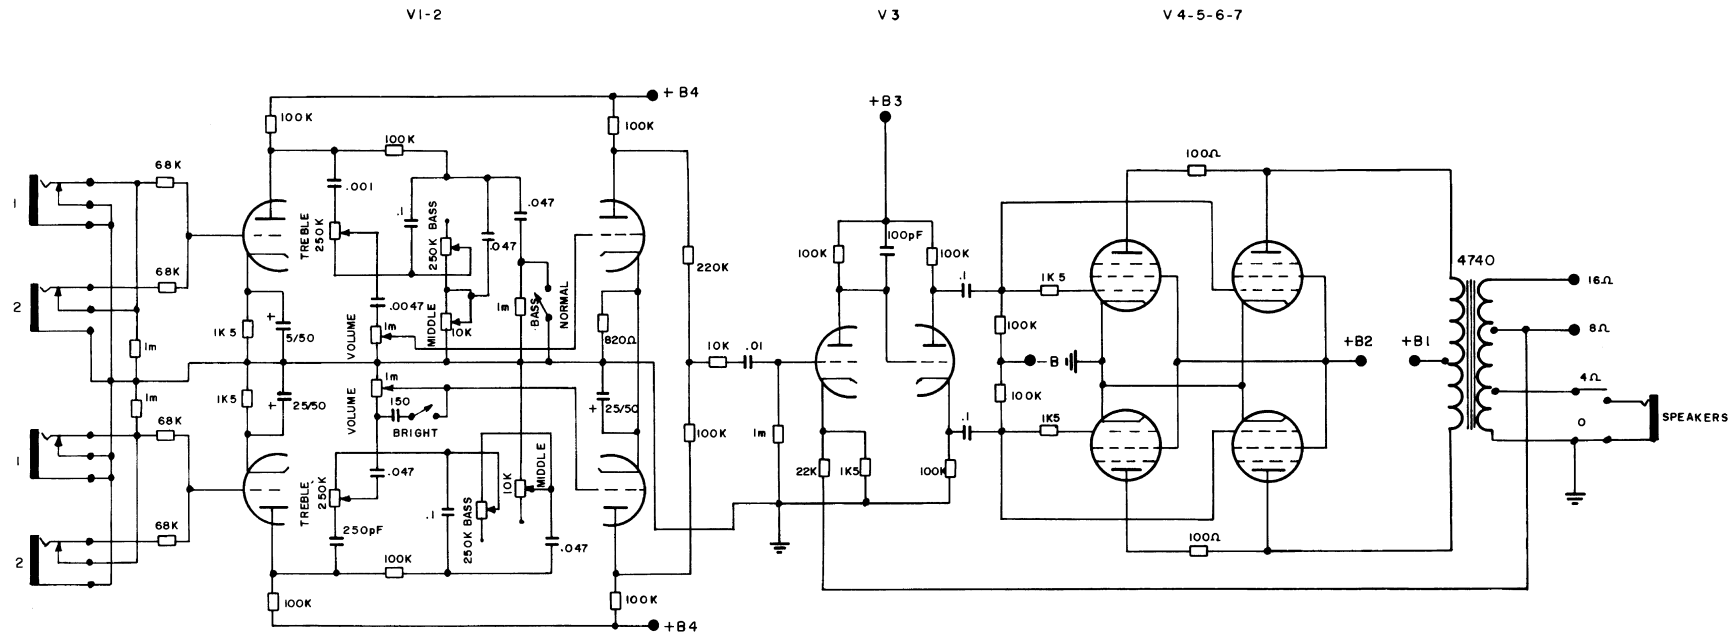 V1-2
V3
V 4-5-6-7
+B4
100K
100K
+B3
100K
68K
.001
TREBLE
250K
.1
250K BASS
.047
.047
1
220K
100K
100pF
100K
.1
1K5
100Ω
4740
16Ω
68K
2
1K5
5/50
.0047
VOLUME
1m
MIDDLE
10K
1m
BASS
NORMAL
820Ω
10K
.01
100K
-B
+B2
+B1
8Ω
1m
1m
1K5
25/50
VOLUME
1m
150
BRIGHT
25/50
100K
1m
100K
.1
1K5
4Ω
0
SPEAKERS
68K
1
TREBLE
250K
.047
.1
250K BASS
10K
MIDDLE
22K
1K5
100K
68K
2
250pF
.047
100K
100Ω
100K
100K
+B4